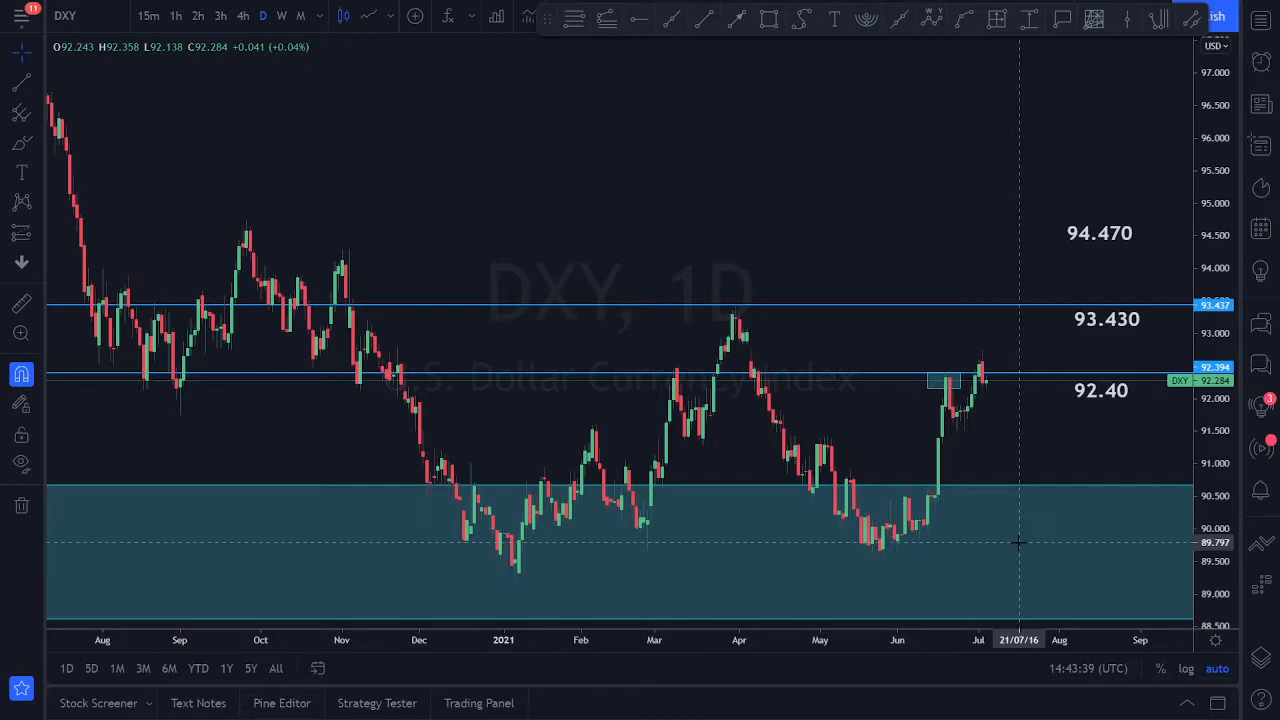 11
DXY
15m 1h 2h 3h 4h D W M
ish
O92.243 H92.358 L92.138 C92.284 +0.041 (+0.04%)
USD
97.000
96.500
96.000
95.500
95.000
94.500
94.470
94.000
DXY, 1D
93.437
93.430
93.000
92.394
U.S. Dollar Currency Index
DXY 92.284
92.40
92.000
3
91.500
91.000
90.500
90.000
89.797
89.500
89.000
88.500
Aug Sep Oct Nov Dec 2021 Feb Mar Apr May Jun Jul 21/07/16 Aug Sep
1D 5D 1M 3M 6M YTD 1Y 5Y All
14:43:39 (UTC) % log auto
Stock Screener Text Notes Pine Editor Strategy Tester Trading Panel